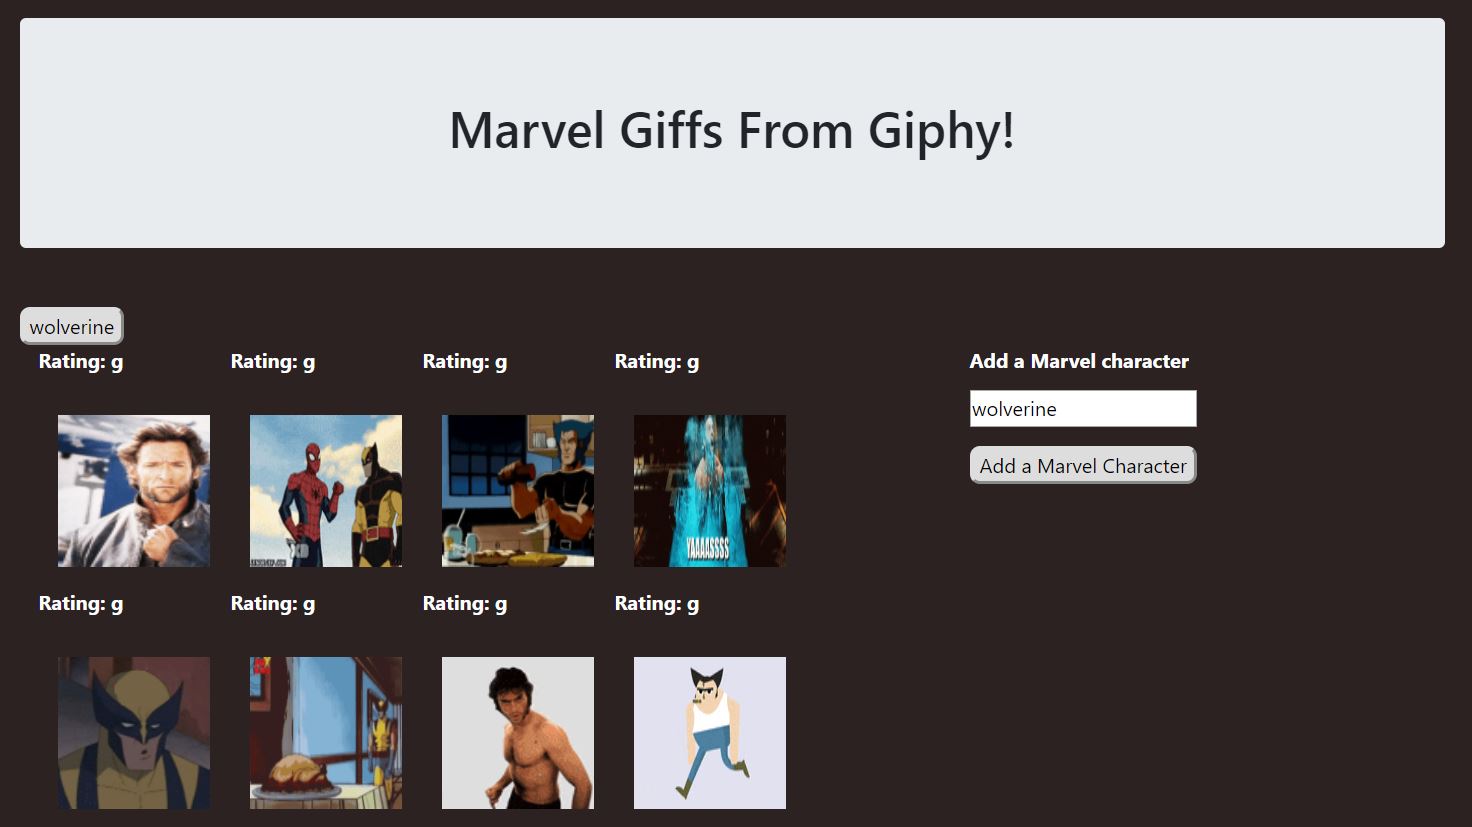 Marvel Giffs From Giphy!
wolverine
Rating: g
Rating: g
Rating: g
Rating: g
Add a Marvel character
wolverine
Add a Marvel Character
YAAAASSSS
Rating: g
Rating: g
Rating: g
Rating: g